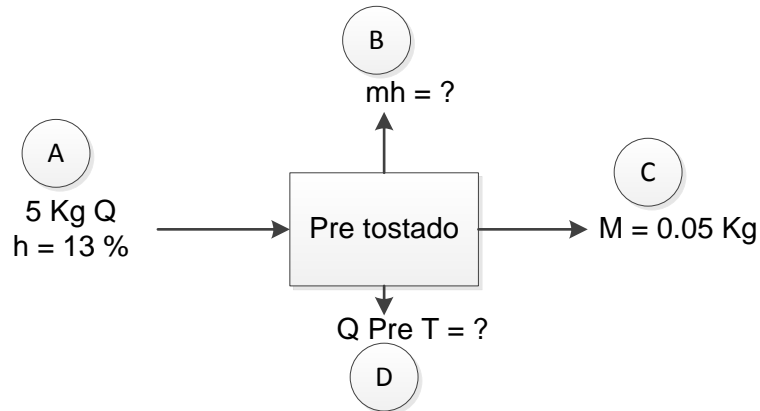 B
mh = ?
A
5 Kg Q
h = 13 %
Pre tostado
C
M = 0.05 Kg
Q Pre T = ?
D